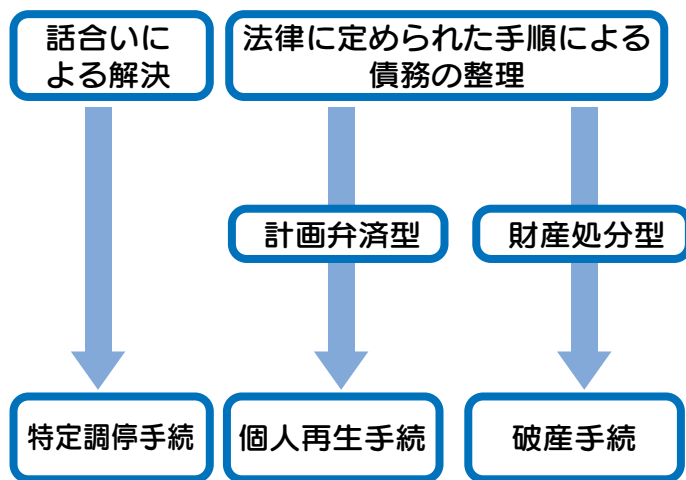 話合いに
よる解決
法律に定められた手順による
債務の整理
計画弁済型
財産処分型
特定調停手続
個人再生手続
破産手続